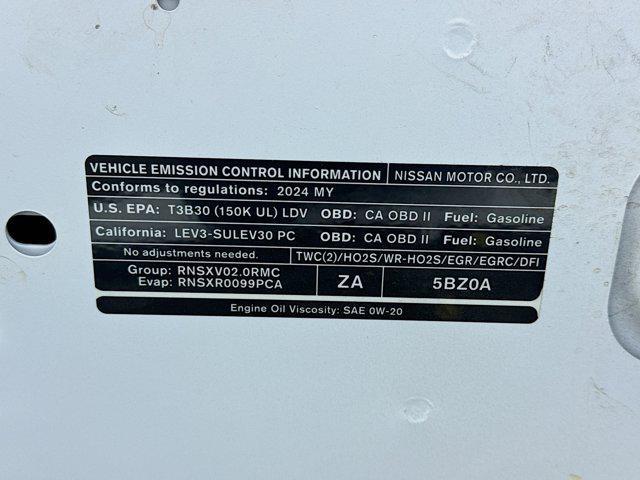 VEHICLE EMISSION CONTROL INFORMATION NISSAN MOTOR CO., LTD.
Conforms to regulations: 2024 MY
U.S. EPA: T3B30 (150K UL) LDV OBD: CA OBD II Fuel: Gasoline
California: LEV3-SULEV30 PC OBD: CA OBD II Fuel: Gasoline
No adjustments needed. TWC(2)/HO2S/WR-HO2S/EGR/EGRC/DFI
Group: RNSXV02.0RMC
Evap: RNSXR0099PCA
ZA
5BZ0A
Engine Oil Viscosity: SAE 0W-20